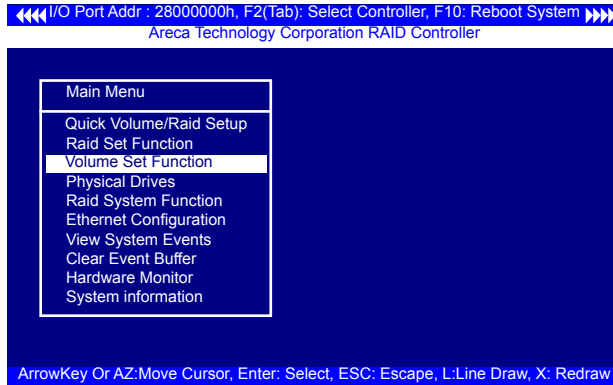 I/O Port Addr : 28000000h, F2(Tab): Select Controller, F10: Reboot System
Areca Technology Corporation RAID Controller
Main Menu
Quick Volume/Raid Setup
Raid Set Function
Volume Set Function
Physical Drives
Raid System Function
Ethernet Configuration
View System Events
Clear Event Buffer
Hardware Monitor
System information
ArrowKey Or AZ:Move Cursor, Enter: Select, ESC: Escape, L:Line Draw, X: Redraw